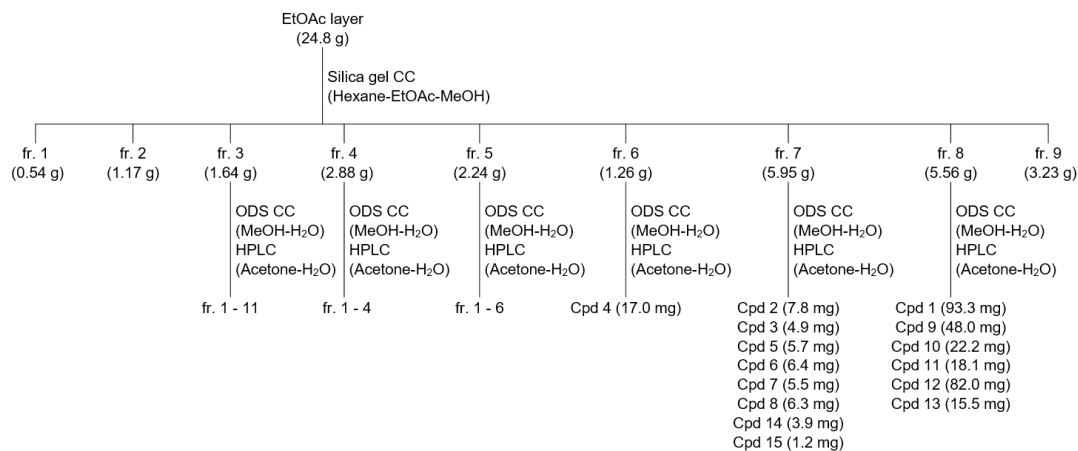 EtOAc layer
(24.8 g)
Silica gel CC
(Hexane-EtOAc-MeOH)
fr. 1
(0.54 g)
fr. 2
(1.17 g)
fr. 3
(1.64 g)
fr. 4
(2.88 g)
fr. 5
(2.24 g)
fr. 6
(1.26 g)
fr. 7
(5.95 g)
fr. 8
(5.56 g)
fr. 9
(3.23 g)
ODS CC
(MeOH-H₂O)
HPLC
(Acetone-H₂O)
fr. 1 - 11
ODS CC
(MeOH-H₂O)
HPLC
(Acetone-H₂O)
fr. 1 - 4
ODS CC
(MeOH-H₂O)
HPLC
(Acetone-H₂O)
fr. 1 - 6
ODS CC
(MeOH-H₂O)
HPLC
(Acetone-H₂O)
Cpd 4 (17.0 mg)
ODS CC
(MeOH-H₂O)
HPLC
(Acetone-H₂O)
Cpd 2 (7.8 mg)
Cpd 3 (4.9 mg)
Cpd 5 (5.7 mg)
Cpd 6 (6.4 mg)
Cpd 7 (5.5 mg)
Cpd 8 (6.3 mg)
Cpd 14 (3.9 mg)
Cpd 15 (1.2 mg)
ODS CC
(MeOH-H₂O)
HPLC
(Acetone-H₂O)
Cpd 1 (93.3 mg)
Cpd 9 (48.0 mg)
Cpd 10 (22.2 mg)
Cpd 11 (18.1 mg)
Cpd 12 (82.0 mg)
Cpd 13 (15.5 mg)